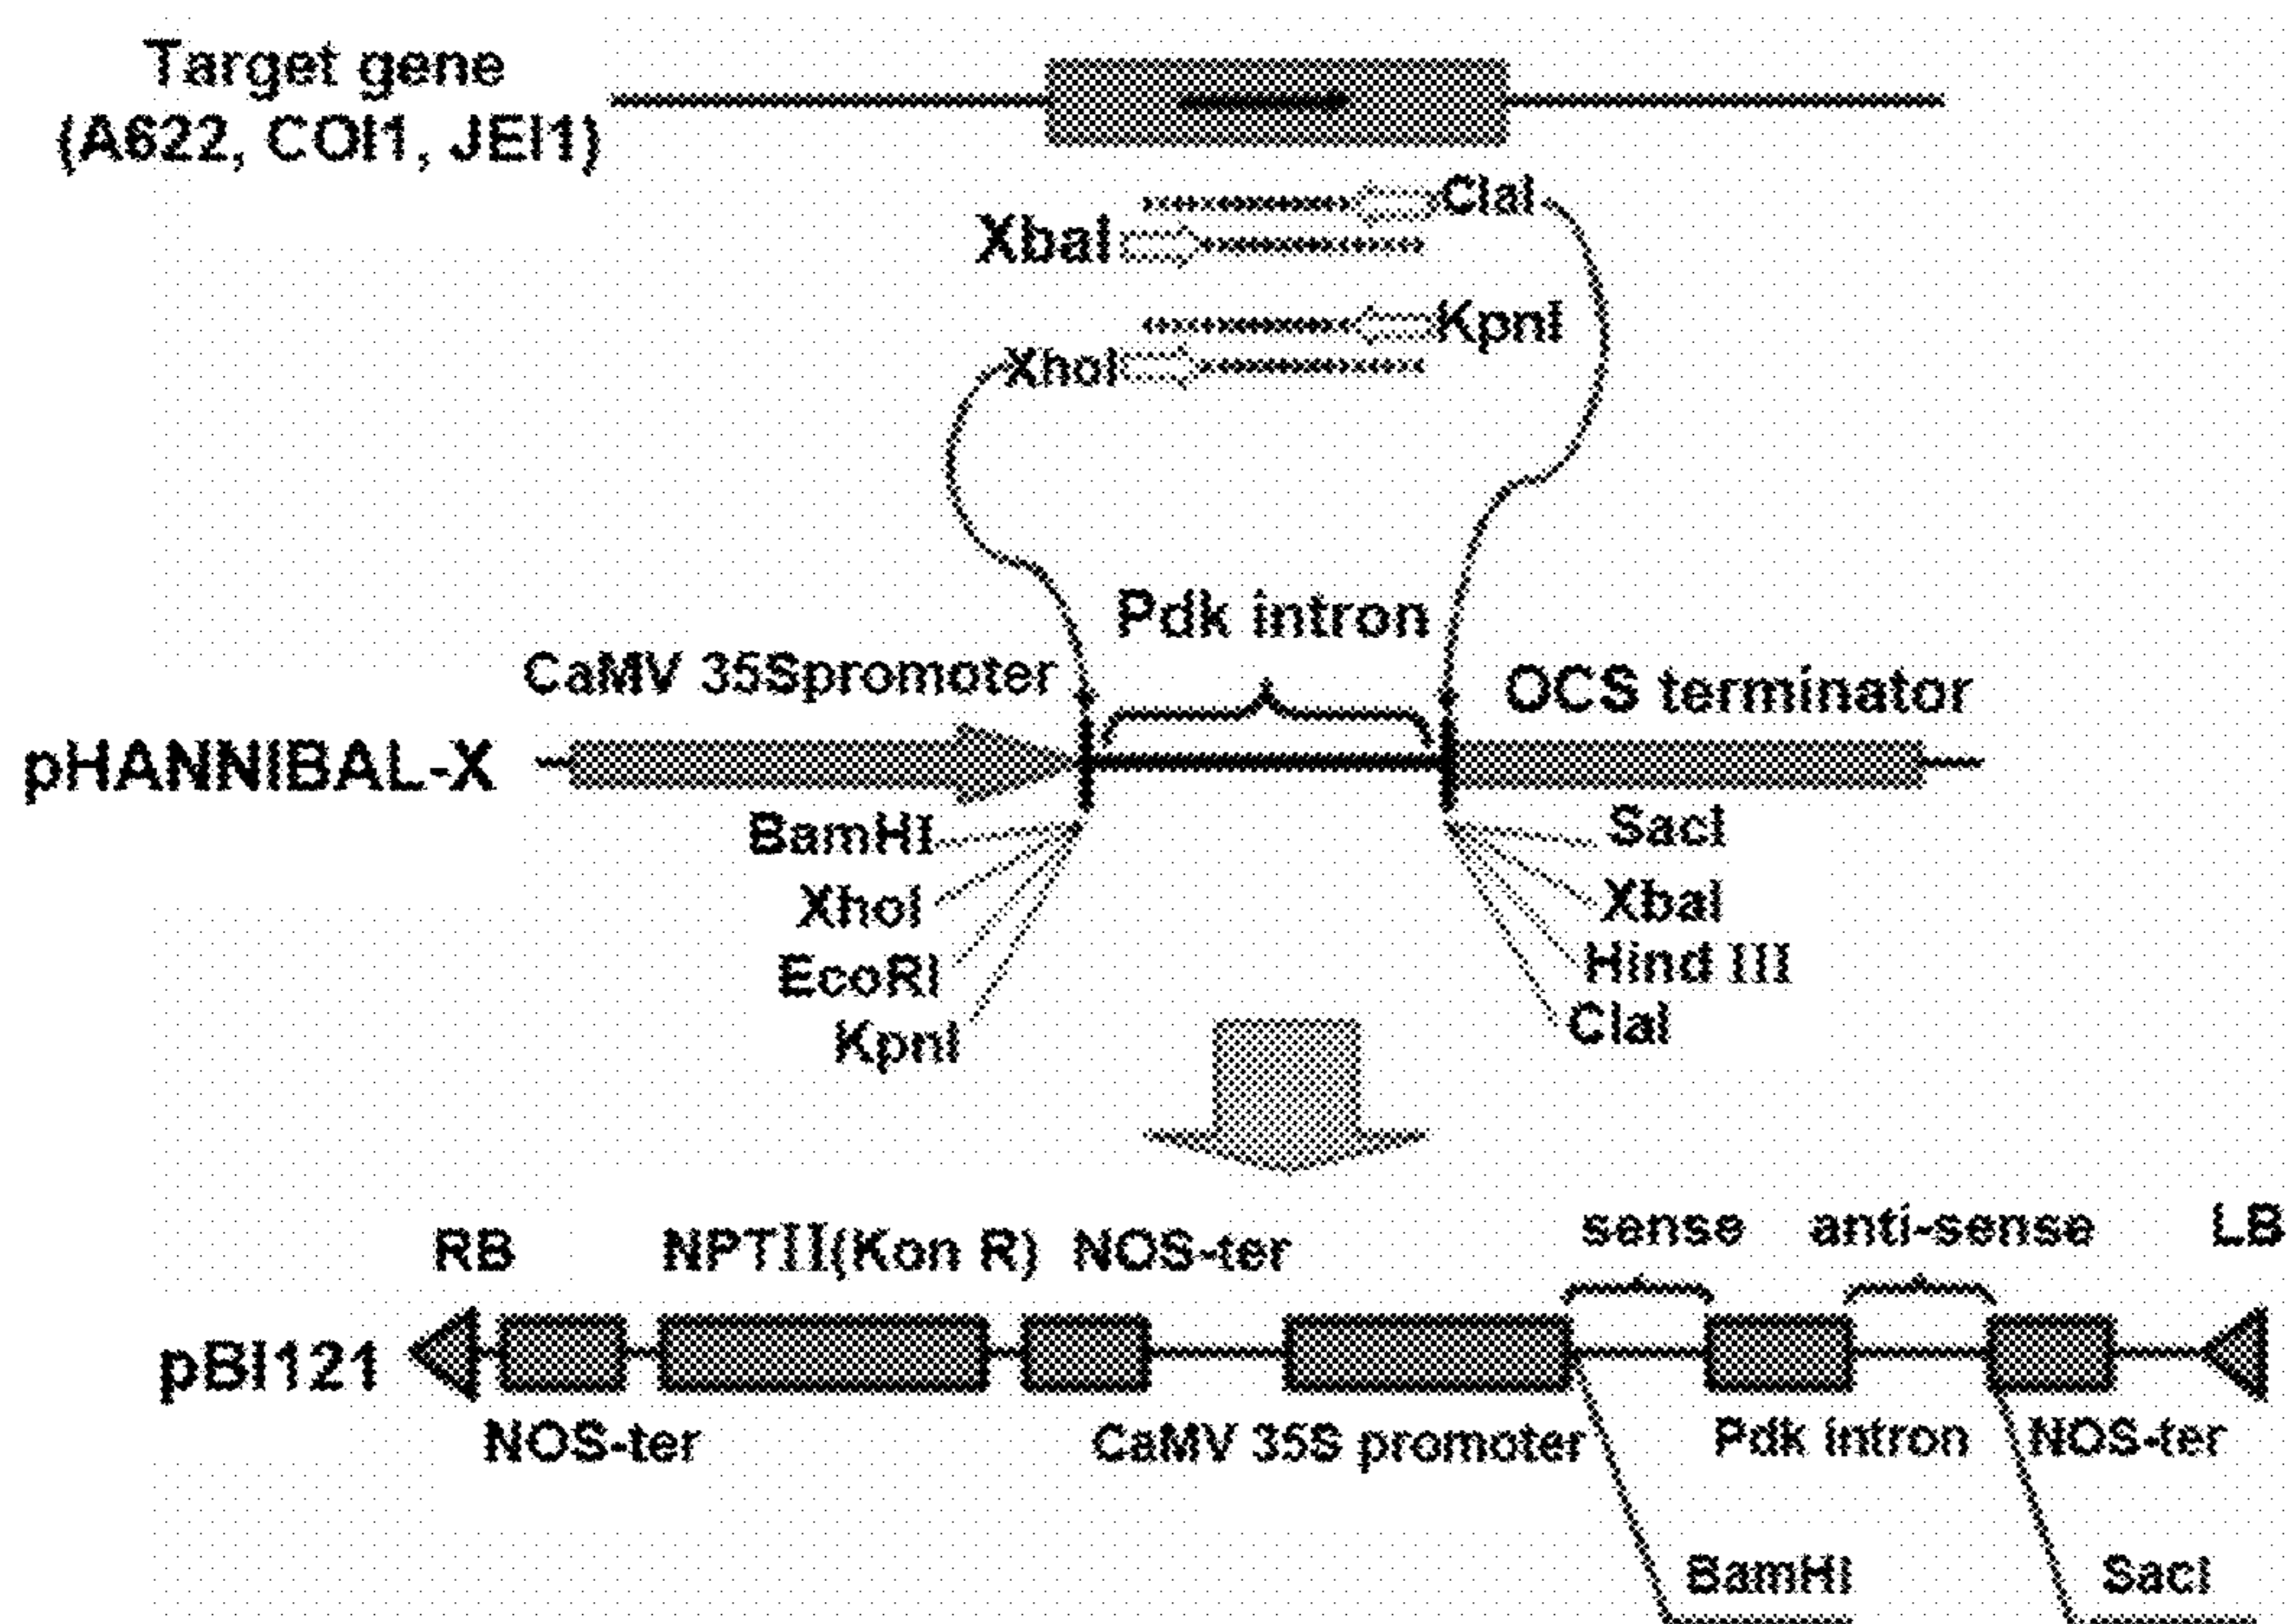 Target gene
(A622, COI1, JEI1)
ClaI
XbaI
KpnI
XhoI
Pdk intron
CaMV 35Spromoter
OCS terminator
pHANNIBAL-X
BamHI
SacI
XhoI
XbaI
EcoRI
Hind III
KpnI
ClaI
RB
NPTII(Kon R)
NOS-ter
sense
anti-sense
LB
pBI121
NOS-ter
CaMV 35S promoter
Pdk intron
NOS-ter
BamHI
SacI